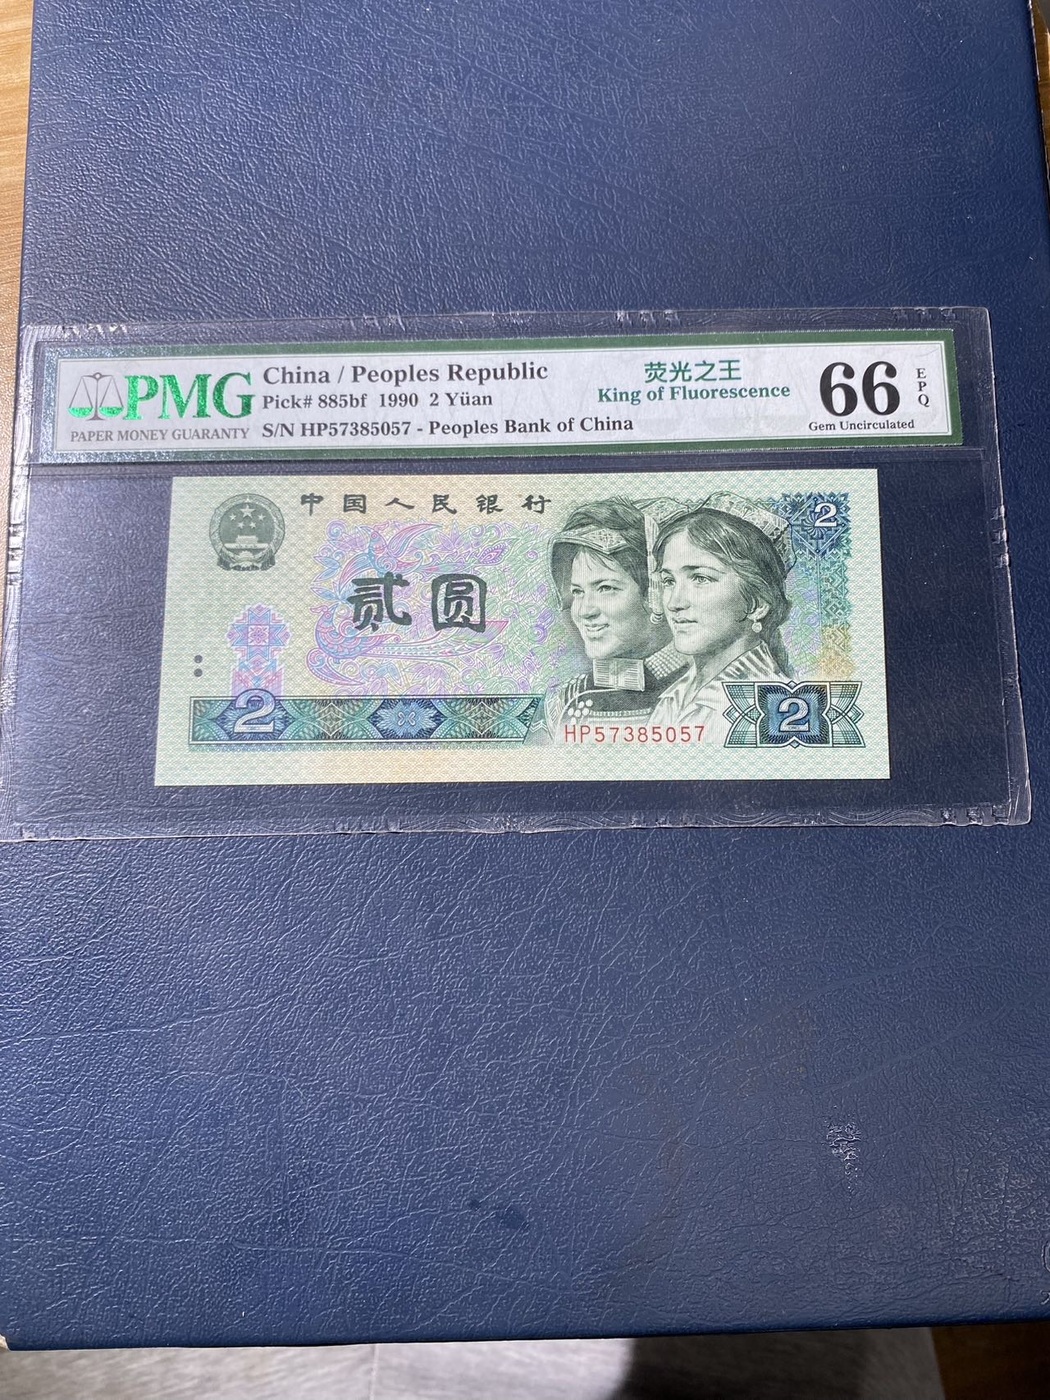 PMG
PAPER MONEY GUARANTY
China / Peoples Republic
Pick# 885bf 1990 2 Yüan
S/N HP57385057 - Peoples Bank of China
荧光之王
King of Fluorescence
66
EPQ
Gem Uncirculated
中国人民银行
2
贰圆
2
HP57385057
2